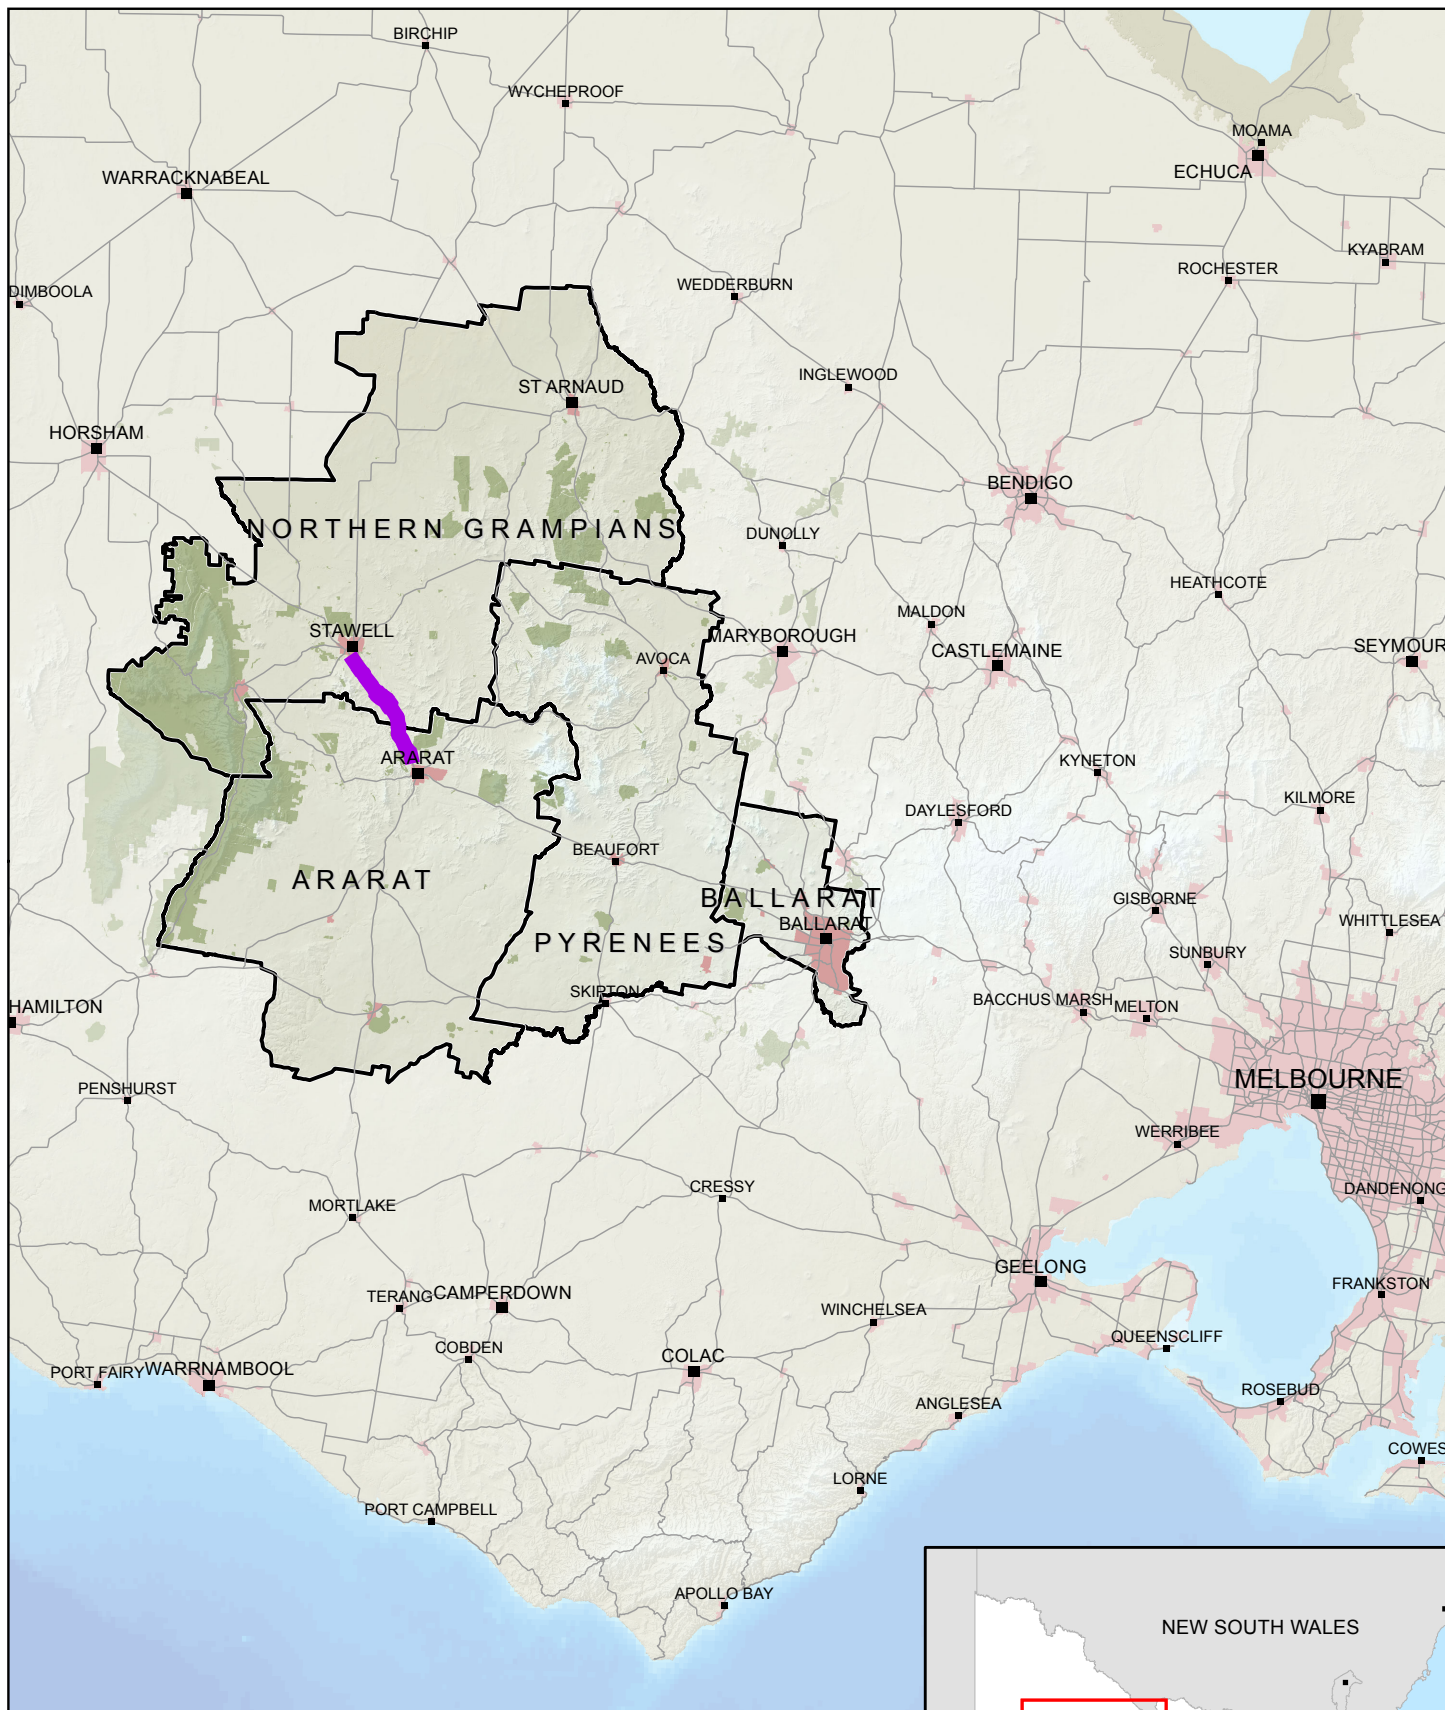 BIRCHIP
WYCHEPROOF
MOAMA
ECHUCA
WARRACKNABEAL
KYABRAM
ROCHESTER
DIMBOOLA
WEDDERBURN
INGLEWOOD
ST ARNAUD
HORSHAM
BENDIGO
NORTHERN GRAMPIANS
DUNOLLY
HEATHCOTE
MALDON
STAWELL
MARYBOROUGH
CASTLEMAINE
SEYMOUR
AVOCA
ARARAT
KYNETON
KILMORE
DAYLESFORD
BEAUFORT
ARARAT
BALLARAT
GISBORNE
BALLARAT
WHITTLESEA
PYRENEES
SUNBURY
SKIPTON
HAMILTON
BACCHUS MARSH
MELTON
MELBOURNE
PENSHURST
WERRIBEE
CRESSY
DANDENONG
MORTLAKE
GEELONG
FRANKSTON
TERANG
CAMPERDOWN
WINCHELSEA
QUEENSCLIFF
COBDEN
COLAC
PORT FAIRY
WARRNAMBOOL
ROSEBUD
ANGLESEA
COWES
LORNE
PORT CAMPBELL
APOLLO BAY
NEW SOUTH WALES